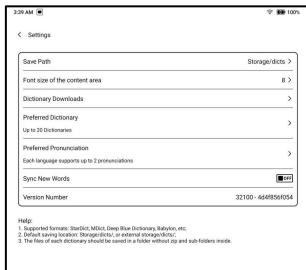 3:39 AM
100%
Settings
Save Path Storage/dicts
Font size of the content area 8
Dictionary Downloads
Preferred Dictionary
Up to 20 Dictionaries
Preferred Pronunciation
Each language supports up to 2 pronunciations
Sync New Words OFF
Version Number 32100 - 4d4f856f054
Help:
1. Supported formats: StarDict, MDict, Deep Blue Dictionary, Babylon, etc.
2. Default saving location: Storage/dicts/, or external storage/dicts/;
3. The files of each dictionary should be saved in a folder without zip and sub-folders inside.